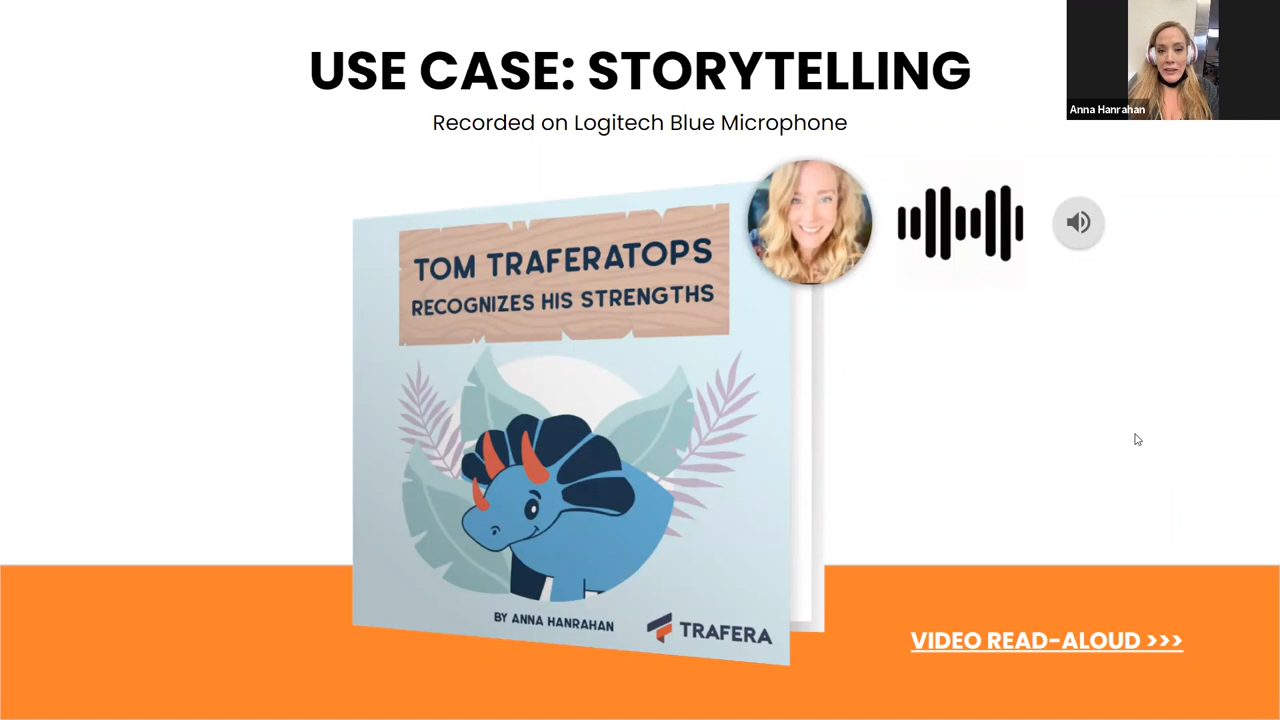 USE CASE: STORYTELLING
Recorded on Logitech Blue Microphone
Anna Hanrahan
TOM TRAFERATOPS
RECOGNIZES HIS STRENGTHS
BY ANNA HANRAHAN
TRAFERA
VIDEO READ-ALOUD >>>